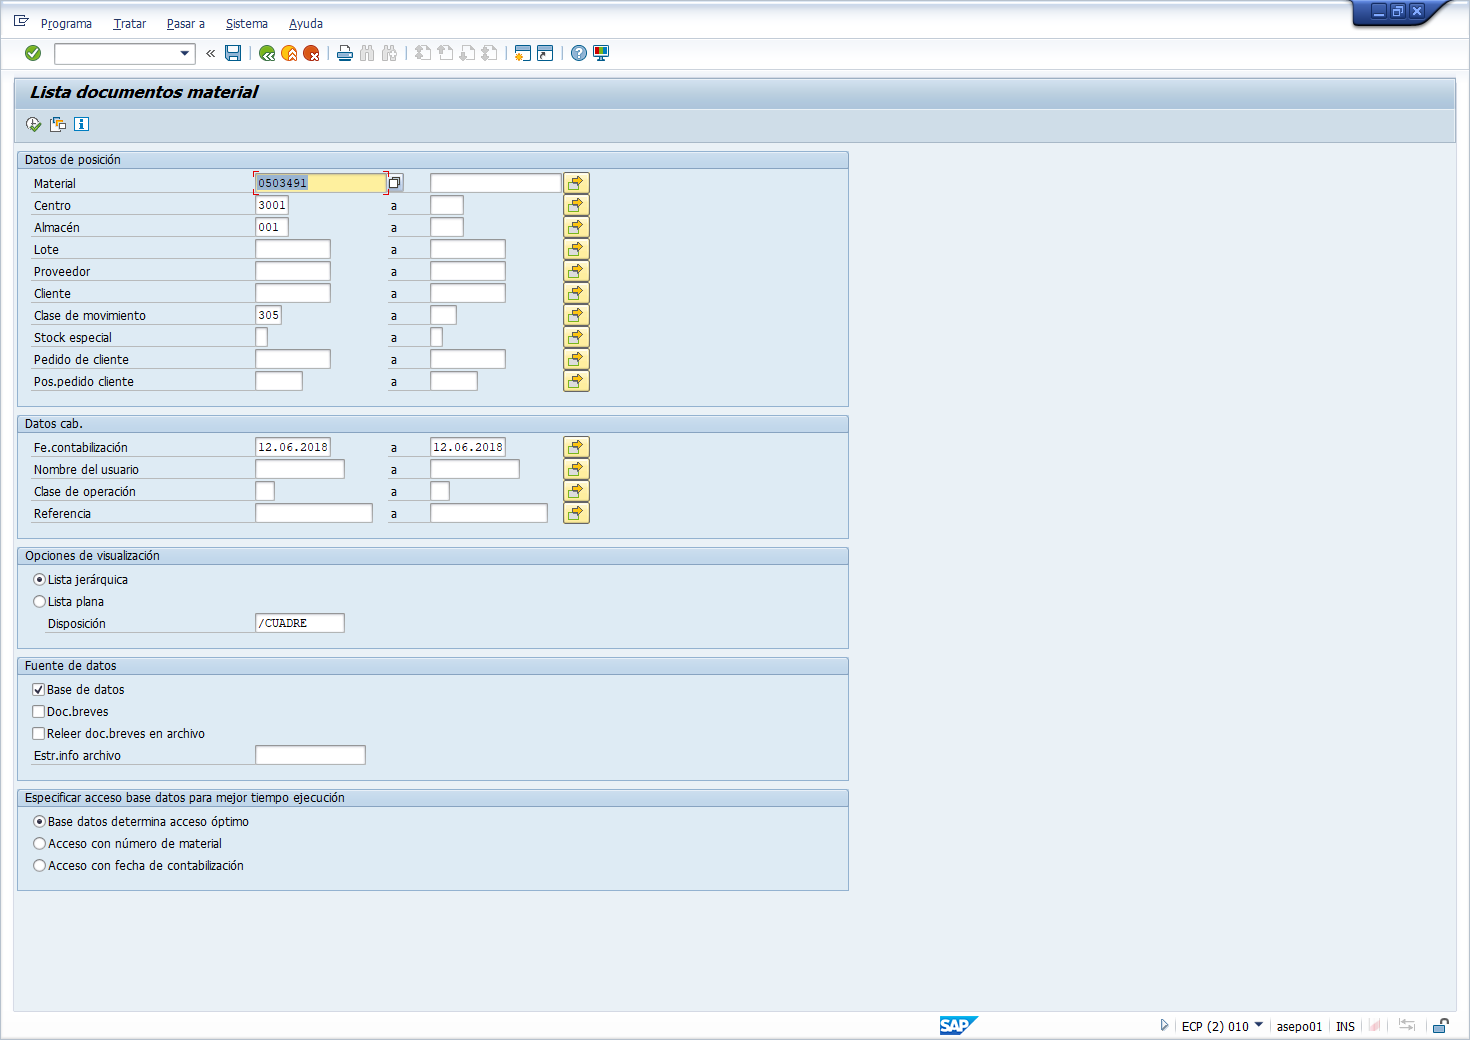 Programa Tratar Pasar a Sistema Ayuda
Lista documentos material
Datos de posición
Material 0503491
Centro 3001 a
Almacén 001 a
Lote a
Proveedor a
Cliente a
Clase de movimiento 305 a
Stock especial a
Pedido de cliente a
Pos.pedido cliente a
Datos cab.
Fe.contabilización 12.06.2018 a 12.06.2018
Nombre del usuario a
Clase de operación a
Referencia a
Opciones de visualización
Lista jerárquica
Lista plana
Disposición /CUADRE
Fuente de datos
Base de datos
Doc.breves
Releer doc.breves en archivo
Estr.info archivo
Especificar acceso base datos para mejor tiempo ejecución
Base datos determina acceso óptimo
Acceso con número de material
Acceso con fecha de contabilización
SAP ECP (2) 010 asepo01 INS